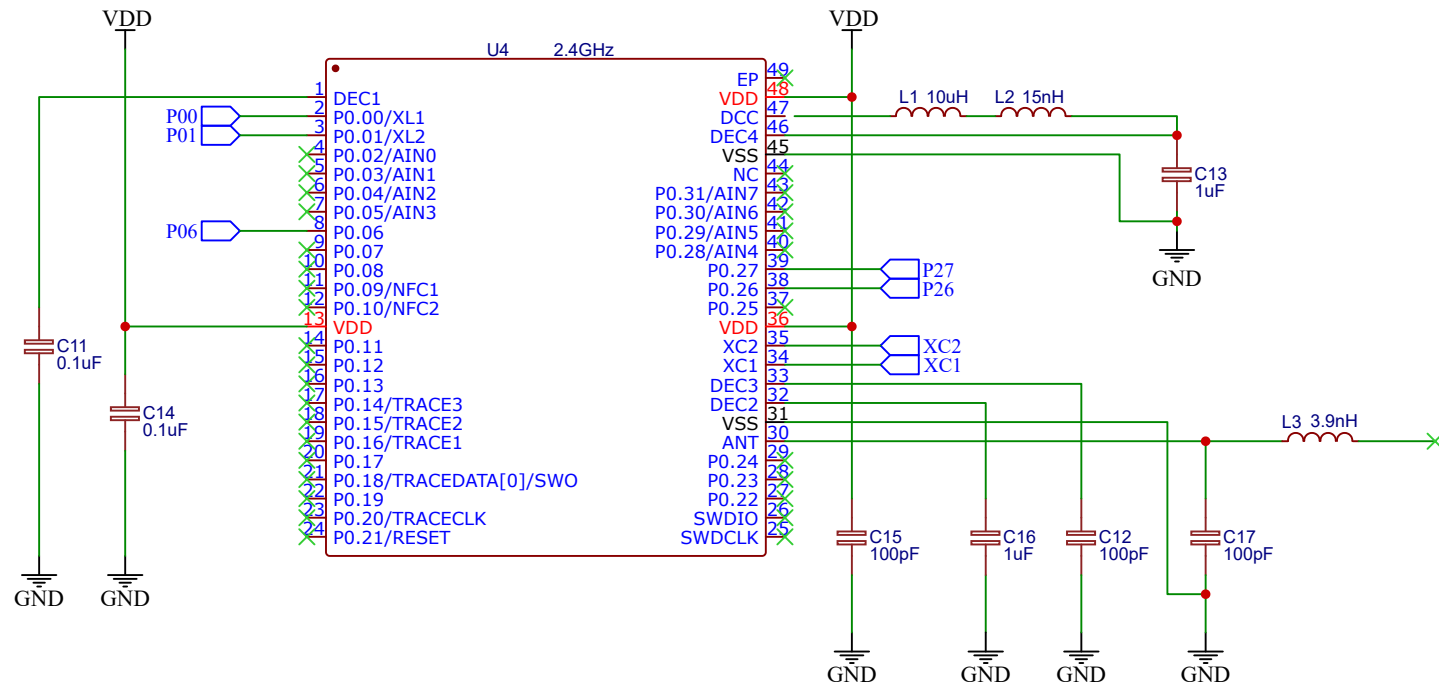 VDD
VDD
U4 2.4GHz
1 DEC1
2 P0.00/XL1
3 P0.01/XL2
4 P0.02/AIN0
5 P0.03/AIN1
6 P0.04/AIN2
7 P0.05/AIN3
8 P0.06
9 P0.07
10 P0.08
11 P0.09/NFC1
12 P0.10/NFC2
13 VDD
14 P0.11
15 P0.12
16 P0.13
17 P0.14/TRACE3
18 P0.15/TRACE2
19 P0.16/TRACE1
20 P0.17
21 P0.18/TRACEDATA[0]/SWO
22 P0.19
23 P0.20/TRACECLK
24 P0.21/RESET
EP 49
VDD 48
DCC 47
DEC4 46
VSS 45
NC 44
P0.31/AIN7 43
P0.30/AIN6 42
P0.29/AIN5 41
P0.28/AIN4 40
P0.27 39
P0.26 38
P0.25 37
VDD 36
XC2 35
XC1 34
DEC3 33
DEC2 32
VSS 31
ANT 30
P0.24 29
P0.23 28
P0.22 27
SWDIO 26
SWDCLK 25
P00
P01
P06
C11
0.1uF
C14
0.1uF
GND
GND
L1 10uH
L2 15nH
C13
1uF
GND
P27
P26
XC2
XC1
L3 3.9nH
C15
100pF
C16
1uF
C12
100pF
C17
100pF
GND
GND
GND
GND